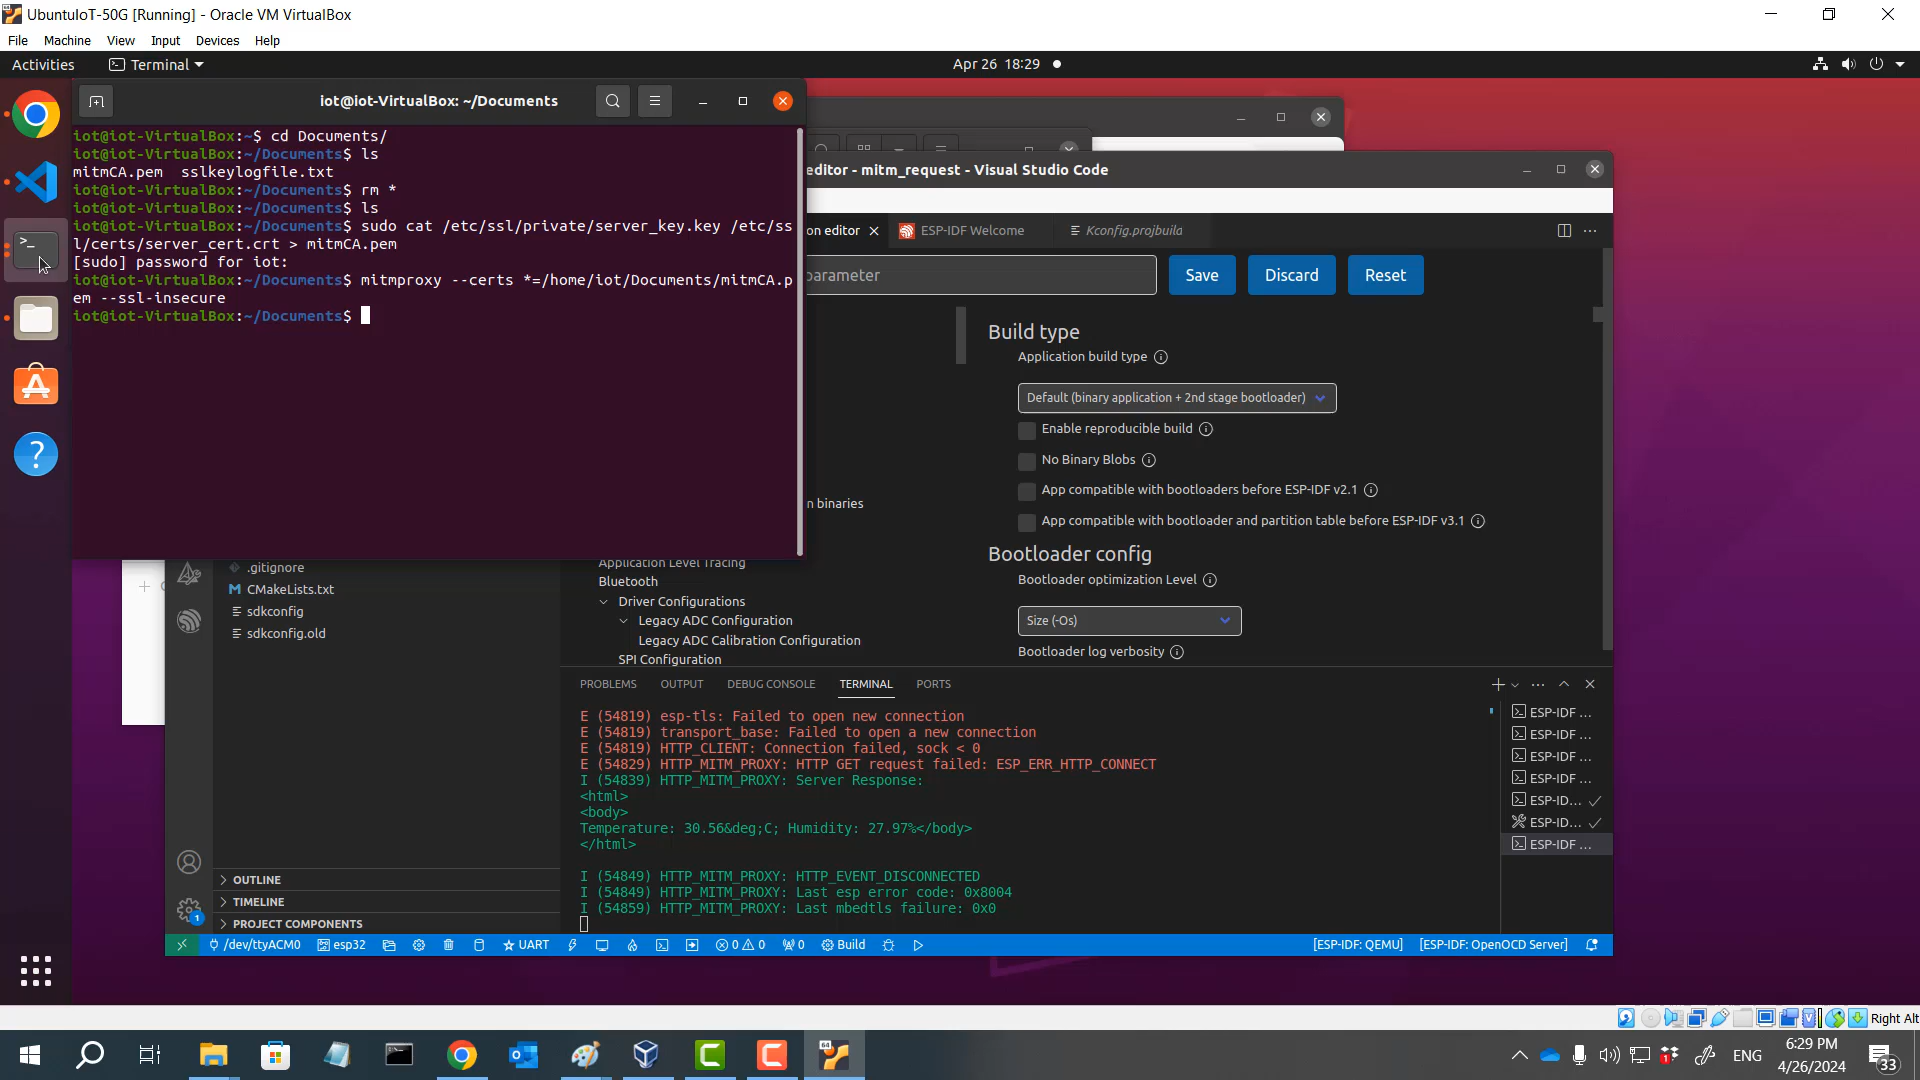 UbuntuIoT-50G [Running] - Oracle VM VirtualBox
File Machine View Input Devices Help
Activities Terminal Apr 26 18:29
iot@iot-VirtualBox: ~/Documents
iot@iot-VirtualBox:~$ cd Documents/
iot@iot-VirtualBox:~/Documents$ ls
mitmCA.pem sslkeylogfile.txt
iot@iot-VirtualBox:~/Documents$ rm *
iot@iot-VirtualBox:~/Documents$ ls
iot@iot-VirtualBox:~/Documents$ sudo cat /etc/ssl/private/server_key.key /etc/ss
l/certs/server_cert.crt > mitmCA.pem
[sudo] password for iot:
iot@iot-VirtualBox:~/Documents$ mitmproxy --certs *=/home/iot/Documents/mitmCA.p
em --ssl-insecure
iot@iot-VirtualBox:~/Documents$
editor - mitm_request - Visual Studio Code
on editor ESP-IDF Welcome Kconfig.projbuild
parameter Save Discard Reset
Build type
Application build type
Default (binary application + 2nd stage bootloader)
Enable reproducible build
No Binary Blobs
App compatible with bootloaders before ESP-IDF v2.1
n binaries
App compatible with bootloader and partition table before ESP-IDF v3.1
Bootloader config
Bootloader optimization Level
Size (-Os)
Bootloader log verbosity
Application Level Tracing
Bluetooth
Driver Configurations
Legacy ADC Configuration
Legacy ADC Calibration Configuration
SPI Configuration
.gitignore
CMakeLists.txt
sdkconfig
sdkconfig.old
OUTLINE
TIMELINE
PROJECT COMPONENTS
PROBLEMS OUTPUT DEBUG CONSOLE TERMINAL PORTS
E (54819) esp-tls: Failed to open new connection
E (54819) transport_base: Failed to open a new connection
E (54819) HTTP_CLIENT: Connection failed, sock < 0
E (54829) HTTP_MITM_PROXY: HTTP GET request failed: ESP_ERR_HTTP_CONNECT
I (54839) HTTP_MITM_PROXY: Server Response:
<html>
<body>
Temperature: 30.56&deg;C; Humidity: 27.97%</body>
</html>
I (54849) HTTP_MITM_PROXY: HTTP_EVENT_DISCONNECTED
I (54849) HTTP_MITM_PROXY: Last esp error code: 0x8004
I (54859) HTTP_MITM_PROXY: Last mbedtls failure: 0x0
ESP-IDF ...
ESP-IDF ...
ESP-IDF ...
ESP-IDF ...
ESP-ID...
ESP-ID...
ESP-IDF ...
1
/dev/ttyACM0 esp32 UART 0 0 0 Build [ESP-IDF: QEMU] [ESP-IDF: OpenOCD Server]
Right Alt
ENG
6:29 PM
4/26/2024
33